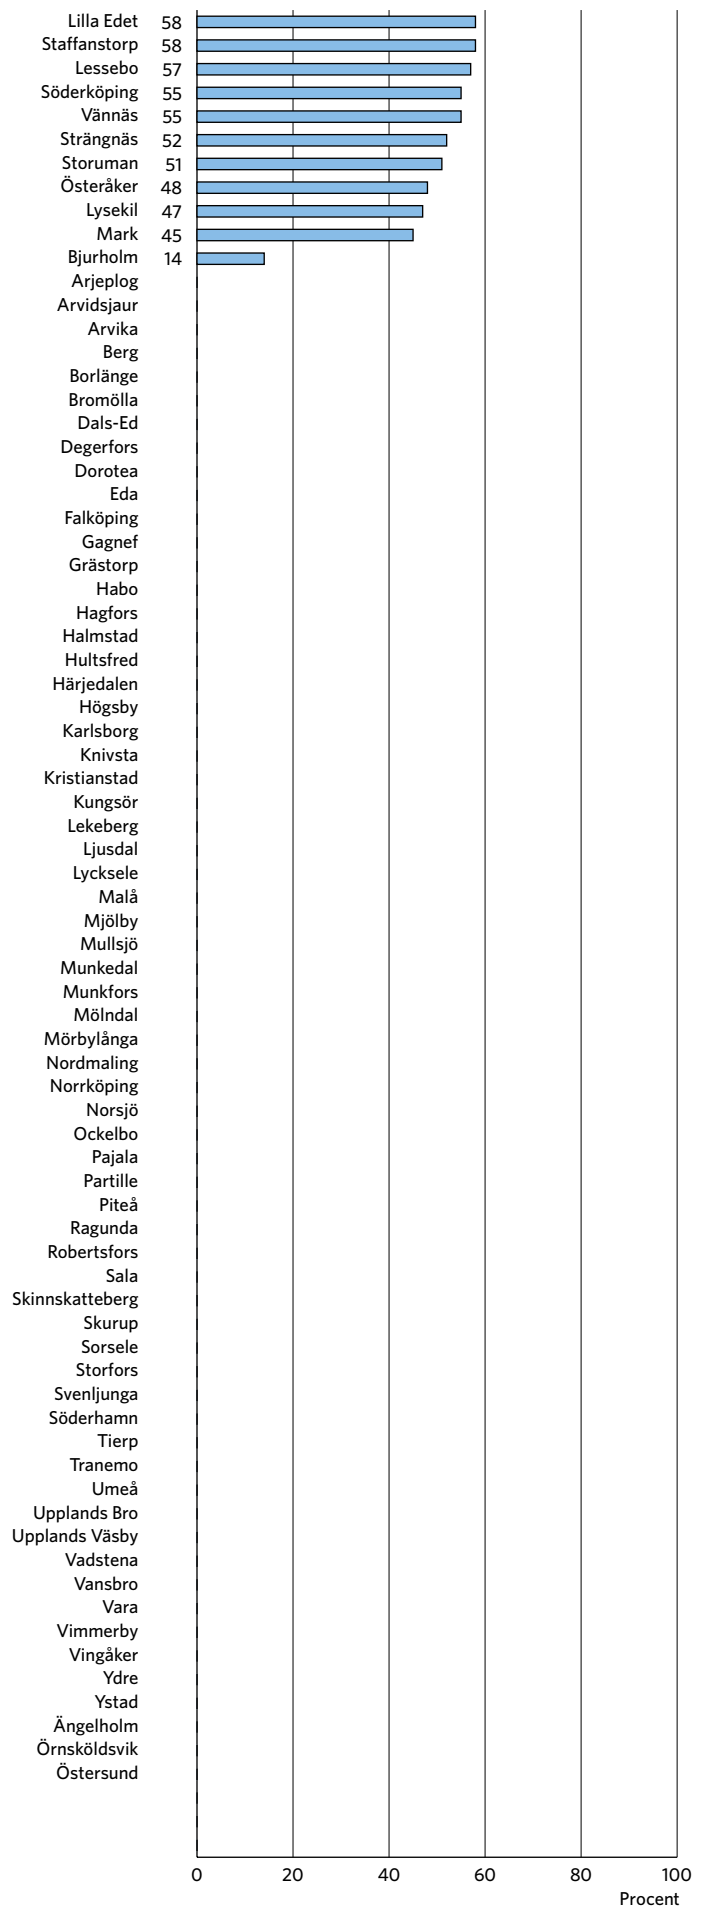 Lilla Edet 58
Staffanstorp 58
Lessebo 57
Söderköping 55
Vännäs 55
Strängnäs 52
Storuman 51
Österåker 48
Lysekil 47
Mark 45
Bjurholm 14
Arjeplog
Arvidsjaur
Arvika
Berg
Borlänge
Bromölla
Dals-Ed
Degerfors
Dorotea
Eda
Falköping
Gagnef
Grästorp
Habo
Hagfors
Halmstad
Hultsfred
Härjedalen
Högsby
Karlsborg
Knivsta
Kristianstad
Kungsör
Lekeberg
Ljusdal
Lycksele
Malå
Mjölby
Mullsjö
Munkedal
Munkfors
Mölndal
Mörbylånga
Nordmaling
Norrköping
Norsjö
Ockelbo
Pajala
Partille
Piteå
Ragunda
Robertsfors
Sala
Skinnskatteberg
Skurup
Sorsele
Storfors
Svenljunga
Söderhamn
Tierp
Tranemo
Umeå
Upplands Bro
Upplands Väsby
Vadstena
Vansbro
Vara
Vimmerby
Vingåker
Ydre
Ystad
Ängelholm
Örnsköldsvik
Östersund
0 20 40 60 80 100
Procent